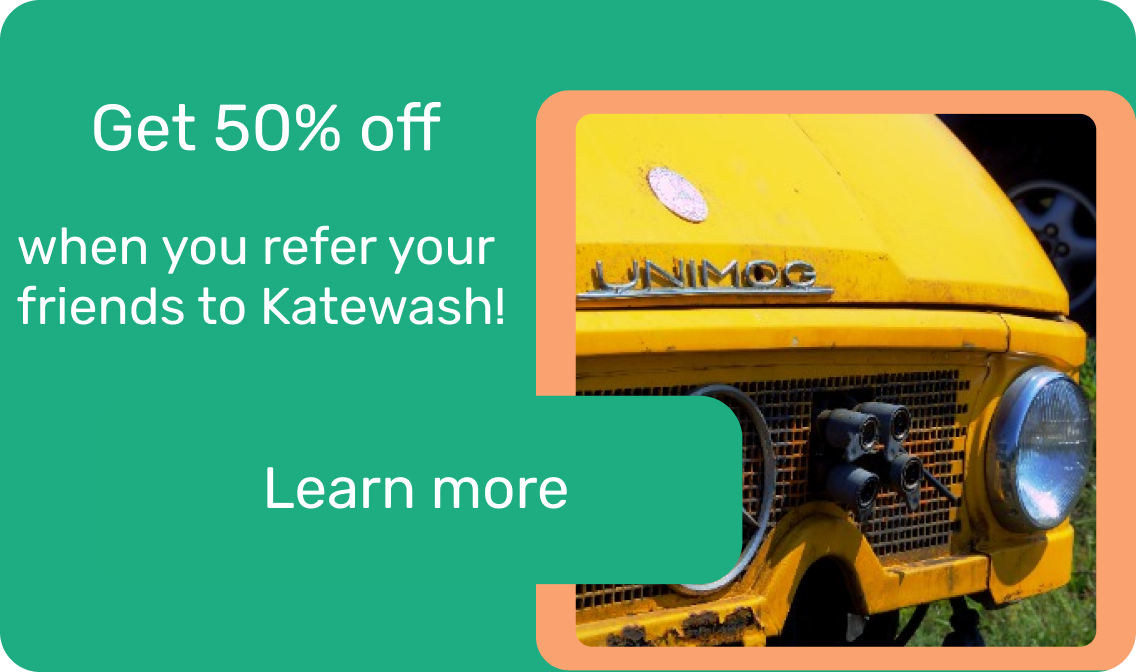 Get 50% off
when you refer your
friends to Katewash!
UNIMOG
Learn more